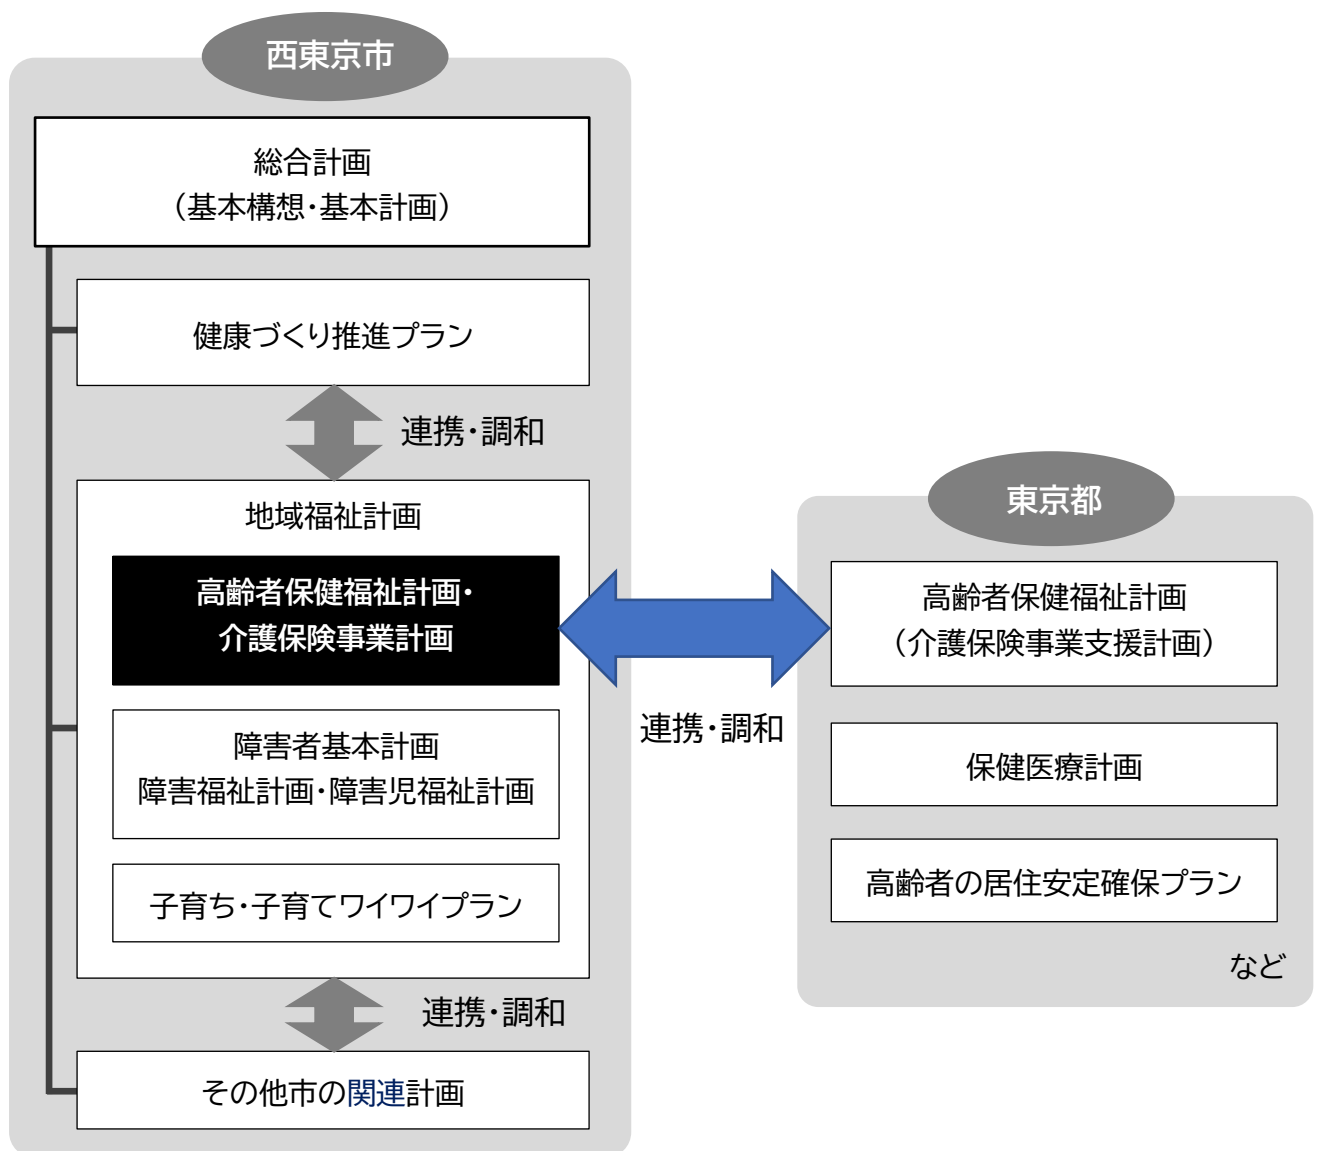 西東京市
総合計画
（基本構想・基本計画）
健康づくり推進プラン
連携・調和
地域福祉計画
高齢者保健福祉計画・
介護保険事業計画
障害者基本計画
障害福祉計画・障害児福祉計画
子育ち・子育てワイワイプラン
連携・調和
その他市の関連計画
連携・調和
東京都
高齢者保健福祉計画
（介護保険事業支援計画）
保健医療計画
高齢者の居住安定確保プラン
など